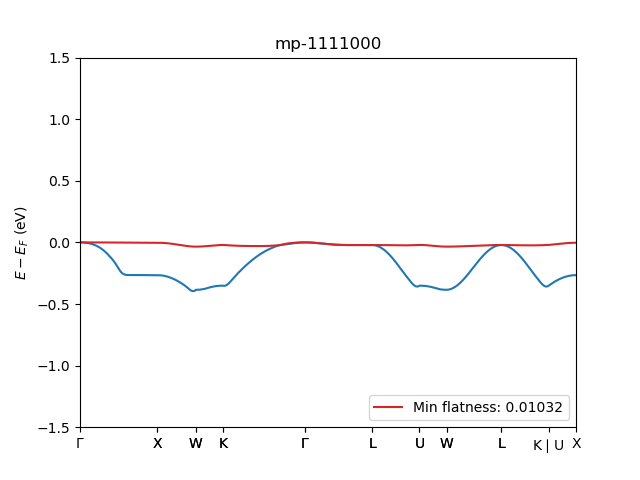 mp-1111000
1.5
1.0
0.5
0.0
−0.5
−1.0
−1.5
E − E_F (eV)
Min flatness: 0.01032
Γ X W K Γ L U W L K | U X